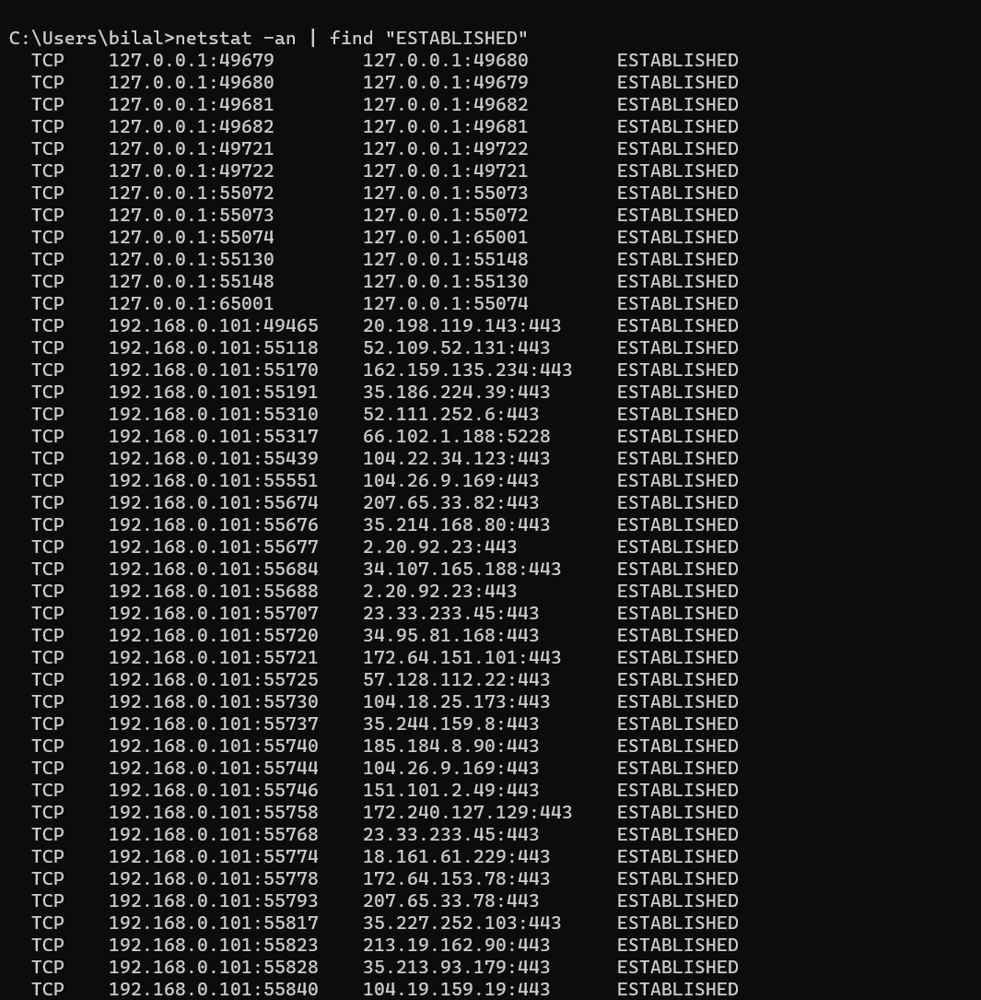 C:\Users\bilal>netstat -an | find "ESTABLISHED"
TCP 127.0.0.1:49679 127.0.0.1:49680 ESTABLISHED
TCP 127.0.0.1:49680 127.0.0.1:49679 ESTABLISHED
TCP 127.0.0.1:49681 127.0.0.1:49682 ESTABLISHED
TCP 127.0.0.1:49682 127.0.0.1:49681 ESTABLISHED
TCP 127.0.0.1:49721 127.0.0.1:49722 ESTABLISHED
TCP 127.0.0.1:49722 127.0.0.1:49721 ESTABLISHED
TCP 127.0.0.1:55072 127.0.0.1:55073 ESTABLISHED
TCP 127.0.0.1:55073 127.0.0.1:55072 ESTABLISHED
TCP 127.0.0.1:55074 127.0.0.1:65001 ESTABLISHED
TCP 127.0.0.1:55130 127.0.0.1:55148 ESTABLISHED
TCP 127.0.0.1:55148 127.0.0.1:55130 ESTABLISHED
TCP 127.0.0.1:65001 127.0.0.1:55074 ESTABLISHED
TCP 192.168.0.101:49465 20.198.119.143:443 ESTABLISHED
TCP 192.168.0.101:55118 52.109.52.131:443 ESTABLISHED
TCP 192.168.0.101:55170 162.159.135.234:443 ESTABLISHED
TCP 192.168.0.101:55191 35.186.224.39:443 ESTABLISHED
TCP 192.168.0.101:55310 52.111.252.6:443 ESTABLISHED
TCP 192.168.0.101:55317 66.102.1.188:5228 ESTABLISHED
TCP 192.168.0.101:55439 104.22.34.123:443 ESTABLISHED
TCP 192.168.0.101:55551 104.26.9.169:443 ESTABLISHED
TCP 192.168.0.101:55674 207.65.33.82:443 ESTABLISHED
TCP 192.168.0.101:55676 35.214.168.80:443 ESTABLISHED
TCP 192.168.0.101:55677 2.20.92.23:443 ESTABLISHED
TCP 192.168.0.101:55684 34.107.165.188:443 ESTABLISHED
TCP 192.168.0.101:55688 2.20.92.23:443 ESTABLISHED
TCP 192.168.0.101:55707 23.33.233.45:443 ESTABLISHED
TCP 192.168.0.101:55720 34.95.81.168:443 ESTABLISHED
TCP 192.168.0.101:55721 172.64.151.101:443 ESTABLISHED
TCP 192.168.0.101:55725 57.128.112.22:443 ESTABLISHED
TCP 192.168.0.101:55730 104.18.25.173:443 ESTABLISHED
TCP 192.168.0.101:55737 35.244.159.8:443 ESTABLISHED
TCP 192.168.0.101:55740 185.184.8.90:443 ESTABLISHED
TCP 192.168.0.101:55744 104.26.9.169:443 ESTABLISHED
TCP 192.168.0.101:55746 151.101.2.49:443 ESTABLISHED
TCP 192.168.0.101:55758 172.240.127.129:443 ESTABLISHED
TCP 192.168.0.101:55768 23.33.233.45:443 ESTABLISHED
TCP 192.168.0.101:55774 18.161.61.229:443 ESTABLISHED
TCP 192.168.0.101:55778 172.64.153.78:443 ESTABLISHED
TCP 192.168.0.101:55793 207.65.33.78:443 ESTABLISHED
TCP 192.168.0.101:55817 35.227.252.103:443 ESTABLISHED
TCP 192.168.0.101:55823 213.19.162.90:443 ESTABLISHED
TCP 192.168.0.101:55828 35.213.93.179:443 ESTABLISHED
TCP 192.168.0.101:55840 104.19.159.19:443 ESTABLISHED